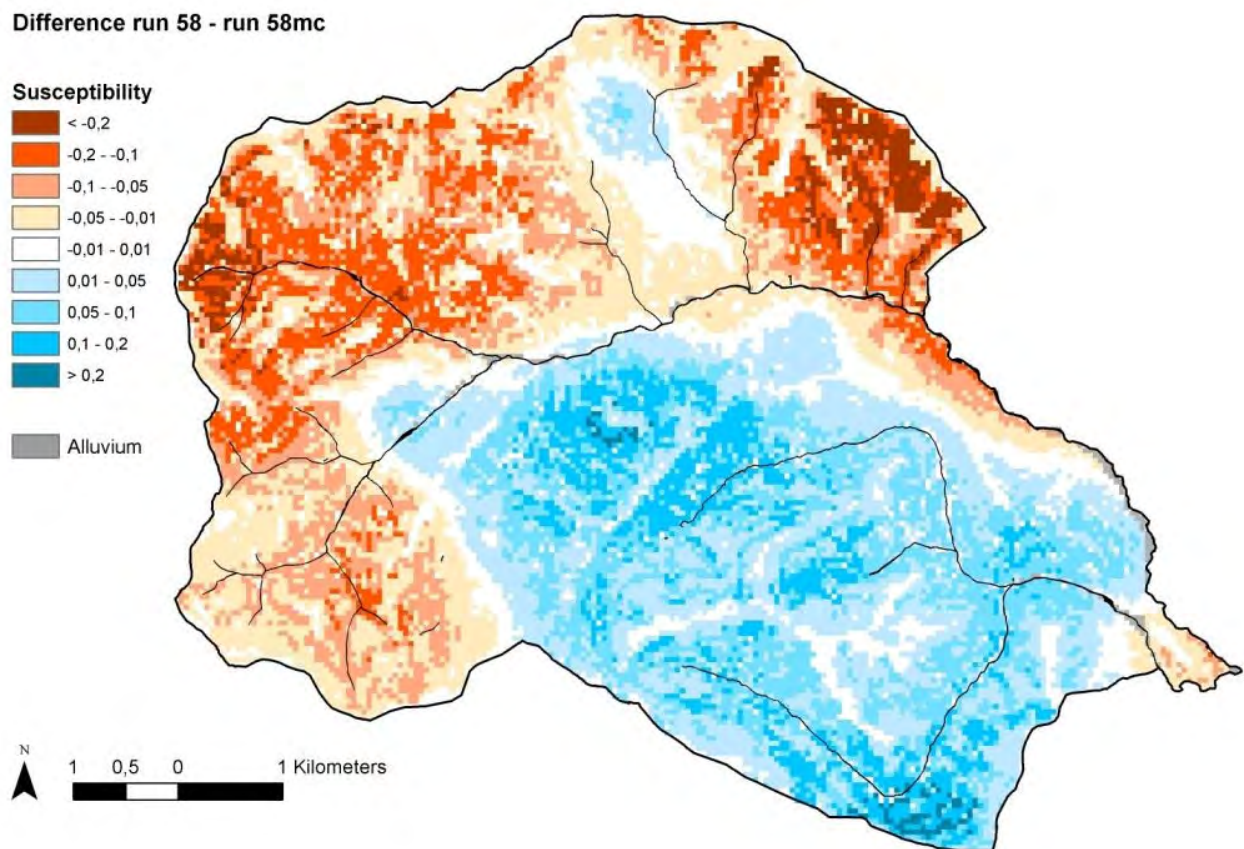 Difference run 58 - run 58mc
Susceptibility
< -0,2
-0,2 - -0,1
-0,1 - -0,05
-0,05 - -0,01
-0,01 - 0,01
0,01 - 0,05
0,05 - 0,1
0,1 - 0,2
> 0,2
Alluvium
1
N
1 0,5 0 1 Kilometers